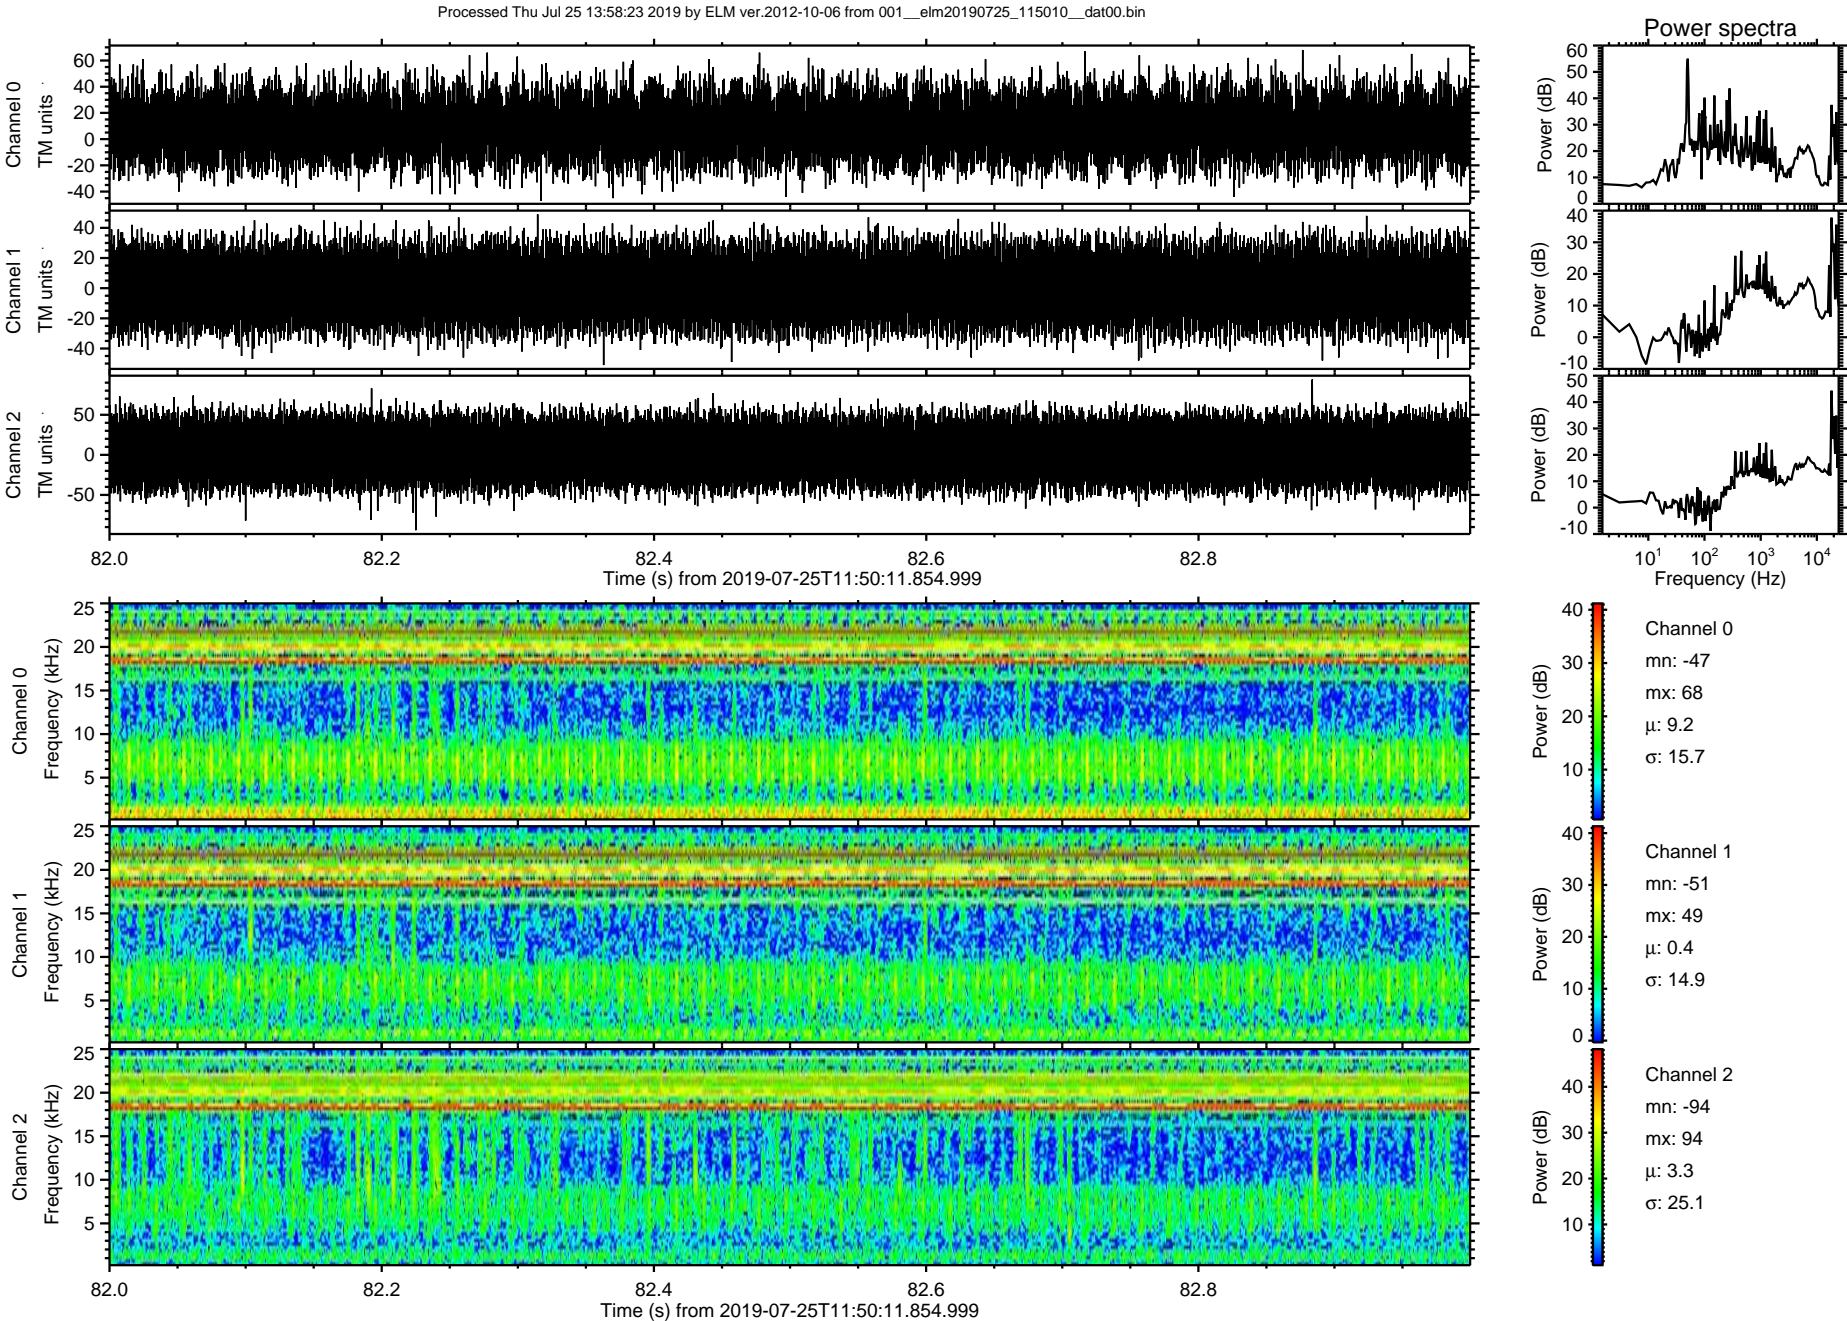 Processed Thu Jul 25 13:58:23 2019 by ELM ver.2012-10-06 from 001__elm20190725_115010__dat00.bin
Power spectra
Channel 0
TM units
60
40
20
0
-20
-40
Power (dB)
60
50
40
30
20
10
0
Channel 1
TM units
40
20
0
-20
-40
Power (dB)
40
30
20
10
0
-10
Channel 2
TM units
50
0
-50
Power (dB)
50
40
30
20
10
0
-10
82.0 82.2 82.4 82.6 82.8
Time (s) from 2019-07-25T11:50:11.854.999
10¹ 10² 10³ 10⁴
Frequency (Hz)
Channel 0
Frequency (kHz)
25
20
15
10
5
Power (dB)
40
30
20
10
Channel 0
mn: -47
mx: 68
μ: 9.2
σ: 15.7
Channel 1
Frequency (kHz)
25
20
15
10
5
Power (dB)
40
30
20
10
0
Channel 1
mn: -51
mx: 49
μ: 0.4
σ: 14.9
Channel 2
Frequency (kHz)
25
20
15
10
5
Power (dB)
40
30
20
10
Channel 2
mn: -94
mx: 94
μ: 3.3
σ: 25.1
82.0 82.2 82.4 82.6 82.8
Time (s) from 2019-07-25T11:50:11.854.999